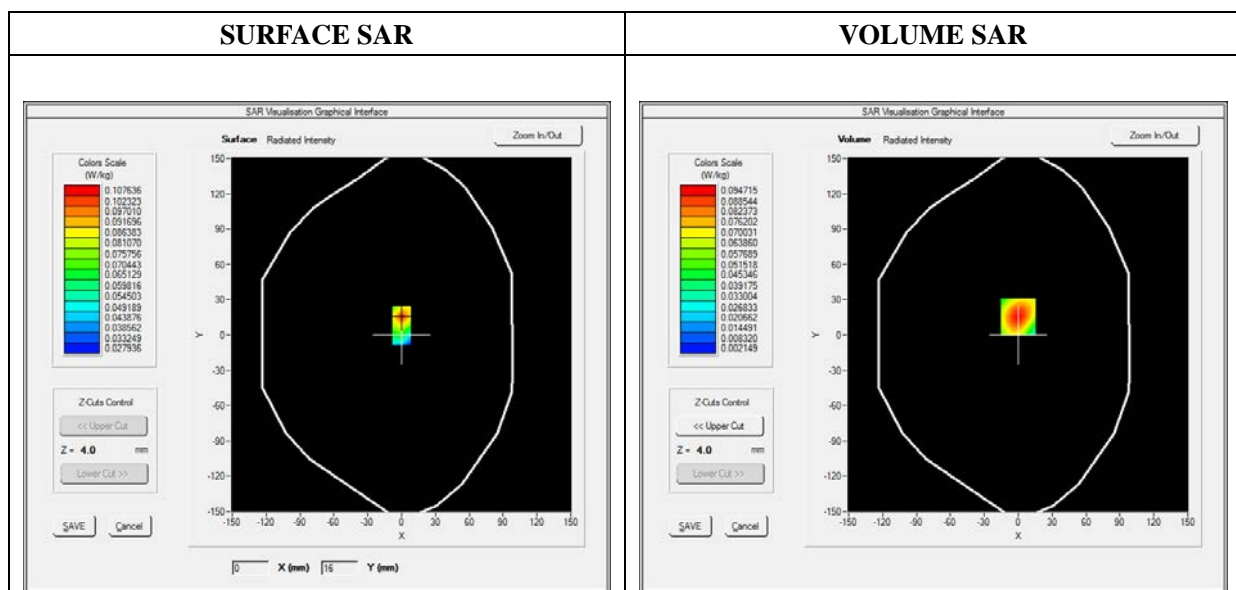 SURFACE SAR
VOLUME SAR
SAR Visualisation Graphical Interface
Surface Radiated Intensity
Zoom In/Out
Colors Scale
(W/kg)
0.107636
0.102323
0.097010
0.091696
0.086383
0.081070
0.075756
0.070443
0.065129
0.059816
0.054503
0.049189
0.043876
0.038562
0.033249
0.027936
Z-Cuts Control
<< Upper Cut
Z = 4.0 mm
Lower Cut >>
SAVE Cancel
150
120
90
60
30
0
-30
-60
-90
-120
-150
Y
-150 -120 -90 -60 -30 0 30 60 90 120 150
X
0 X (mm) 16 Y (mm)
SAR Visualisation Graphical Interface
Volume Radiated Intensity
Zoom In/Out
Colors Scale
(W/kg)
0.094715
0.088544
0.082373
0.076202
0.070031
0.063860
0.057689
0.051518
0.045346
0.039175
0.033004
0.026833
0.020662
0.014491
0.008320
0.002149
Z-Cuts Control
<< Upper Cut
Z = 4.0 mm
Lower Cut >>
SAVE Cancel
150
120
90
60
30
0
-30
-60
-90
-120
-150
Y
-150 -120 -90 -60 -30 0 30 60 90 120 150
X